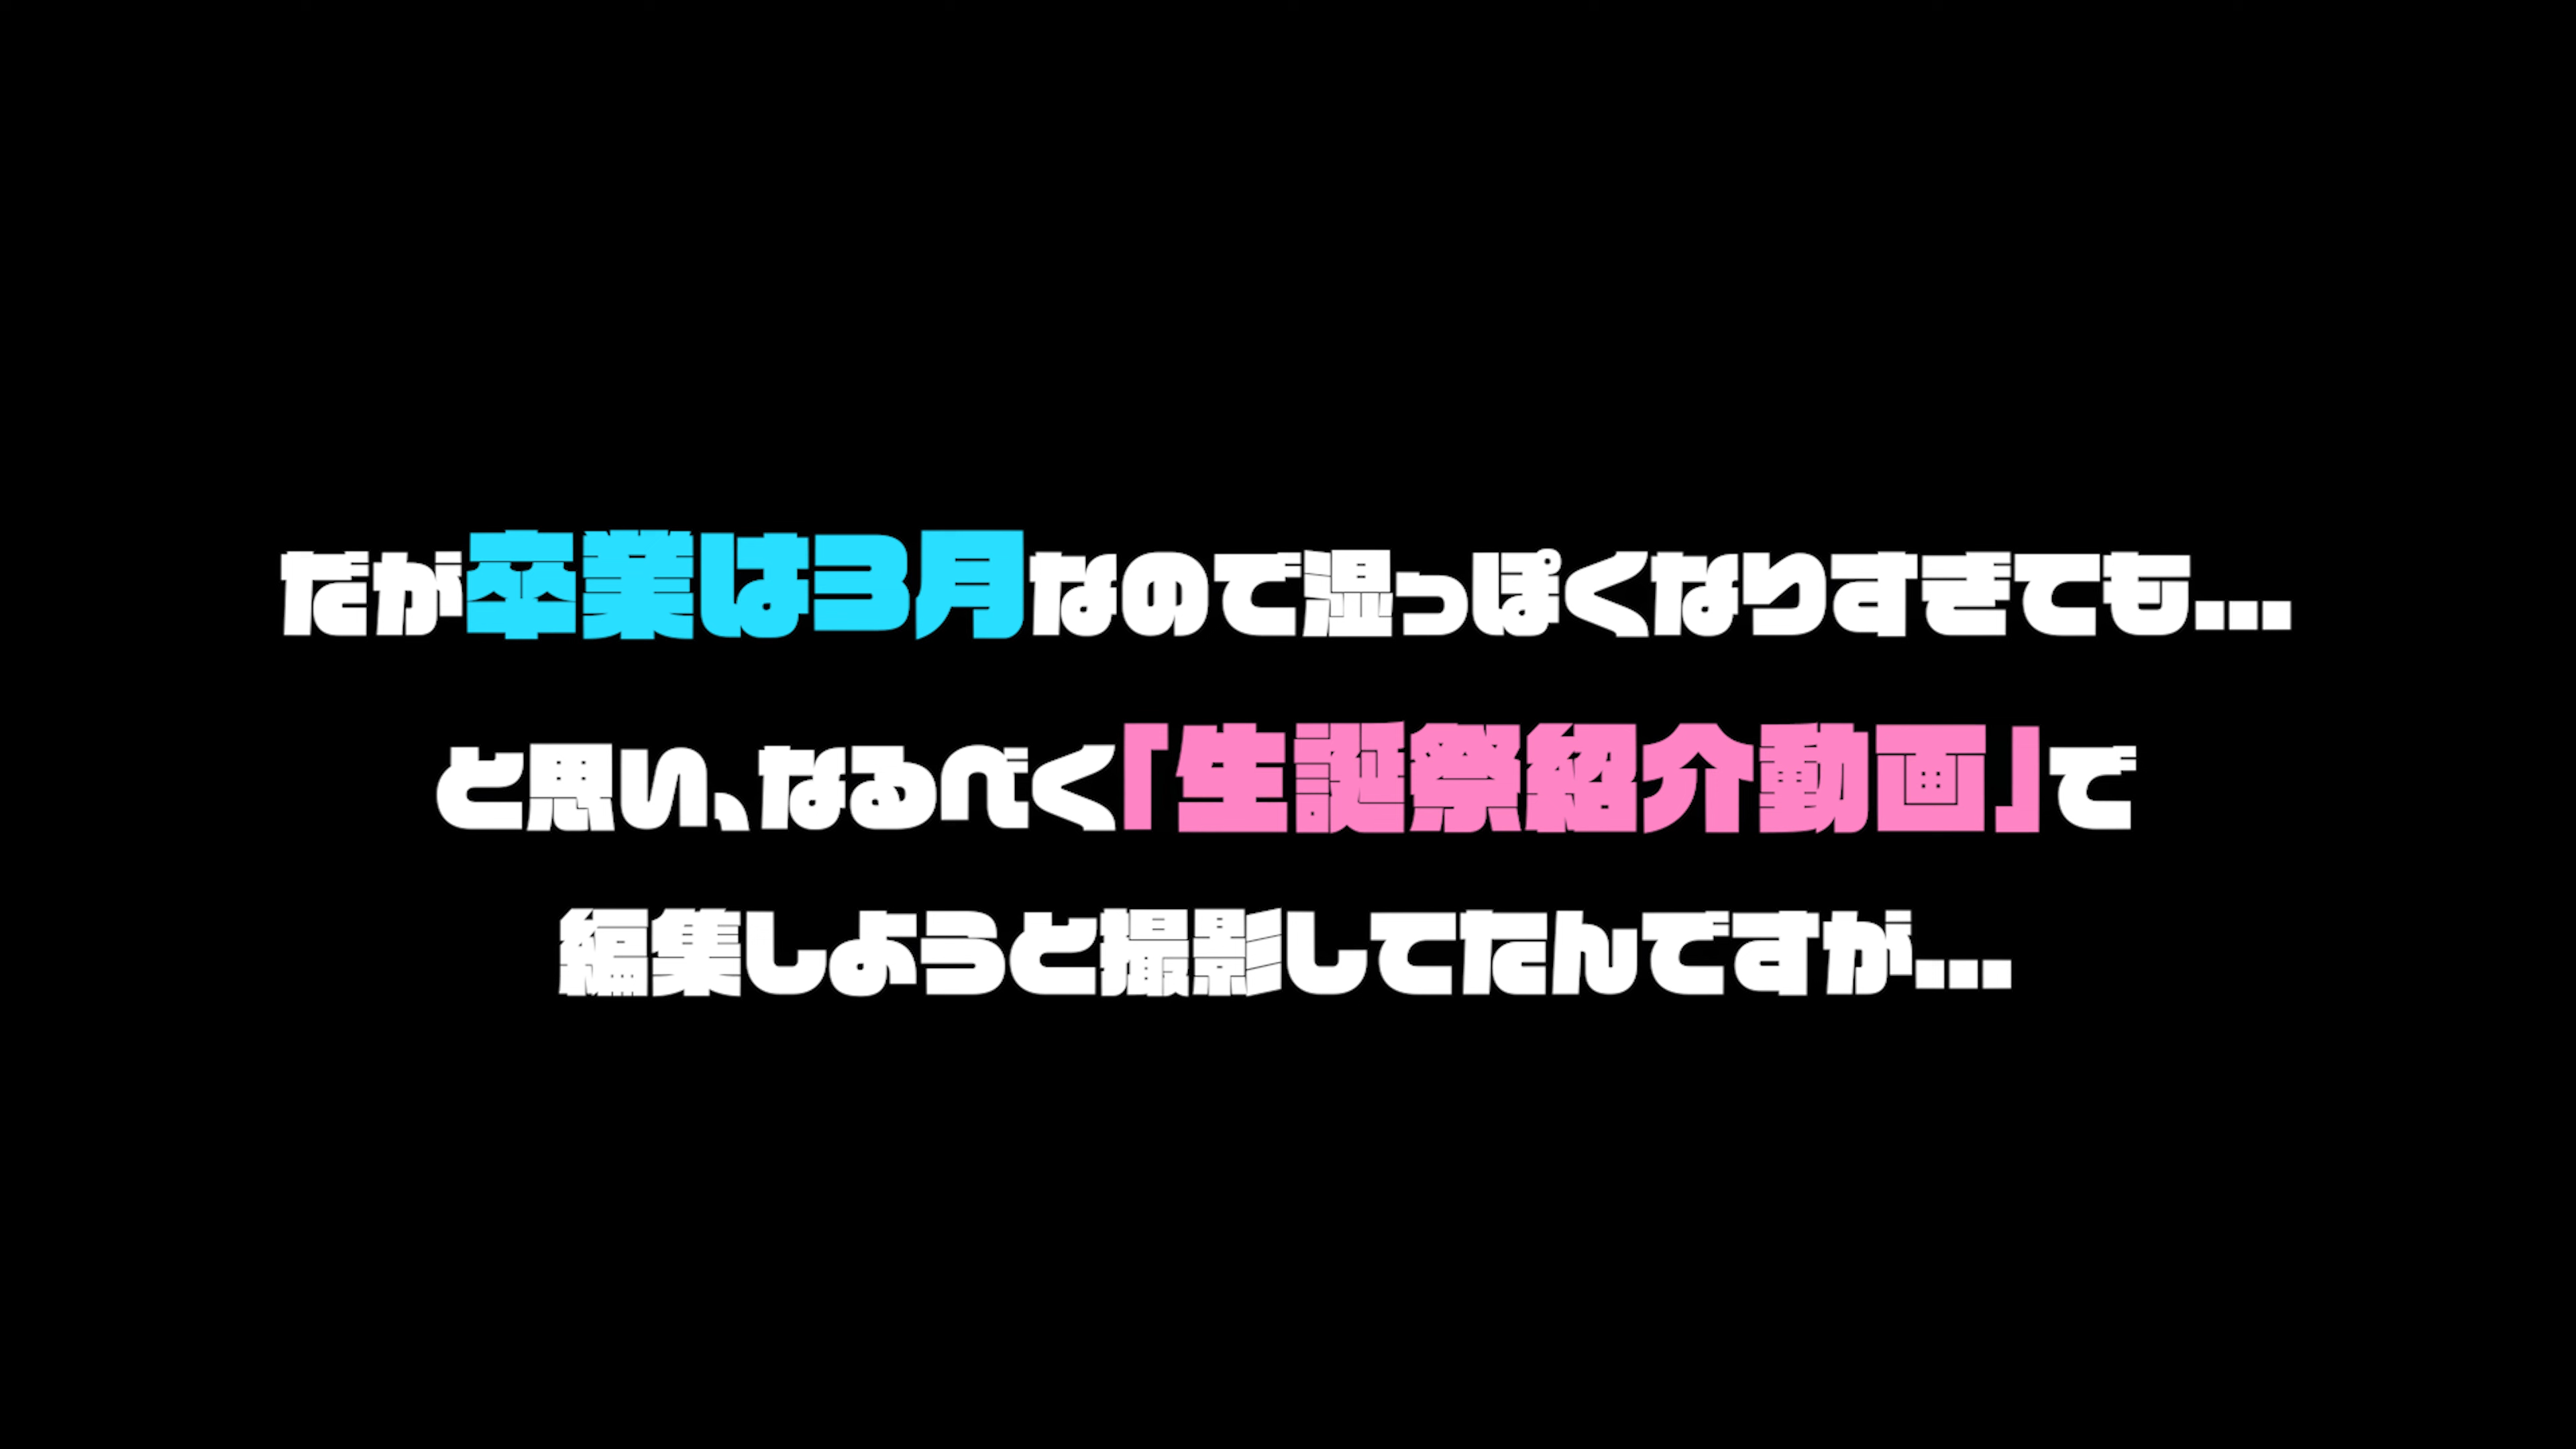 だが卒業は3月なので湿っぽくなりすぎても...
と思い、なるべく「生誕祭紹介動画」で
編集しようと撮影してたんですが...